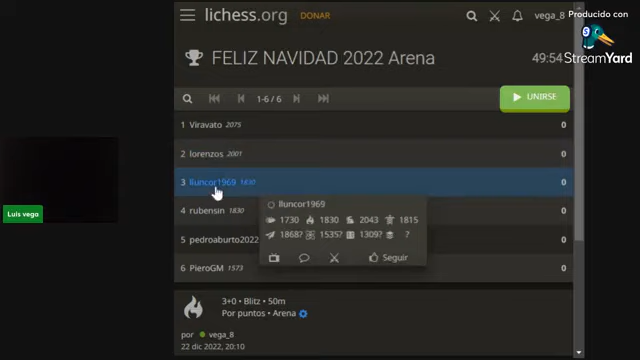 lichess.org DONAR vega_8
Producido con
StreamYard
FELIZ NAVIDAD 2022 Arena 49:54
1-6 / 6 UNIRSE
1 Viravato 2075 0
2 lorenzos 2001 0
3 lluncor1969 1830 0
4 rubensin 1830 0
lluncor1969
1730 1830 2043 1815
5 pedroaburto2022 0
1868? 1535? 1309? ?
Seguir
6 PieroGM 1573 0
Luis vega
3+0 • Blitz • 50m
Por puntos • Arena
por vega_8
22 dic 2022, 20:10